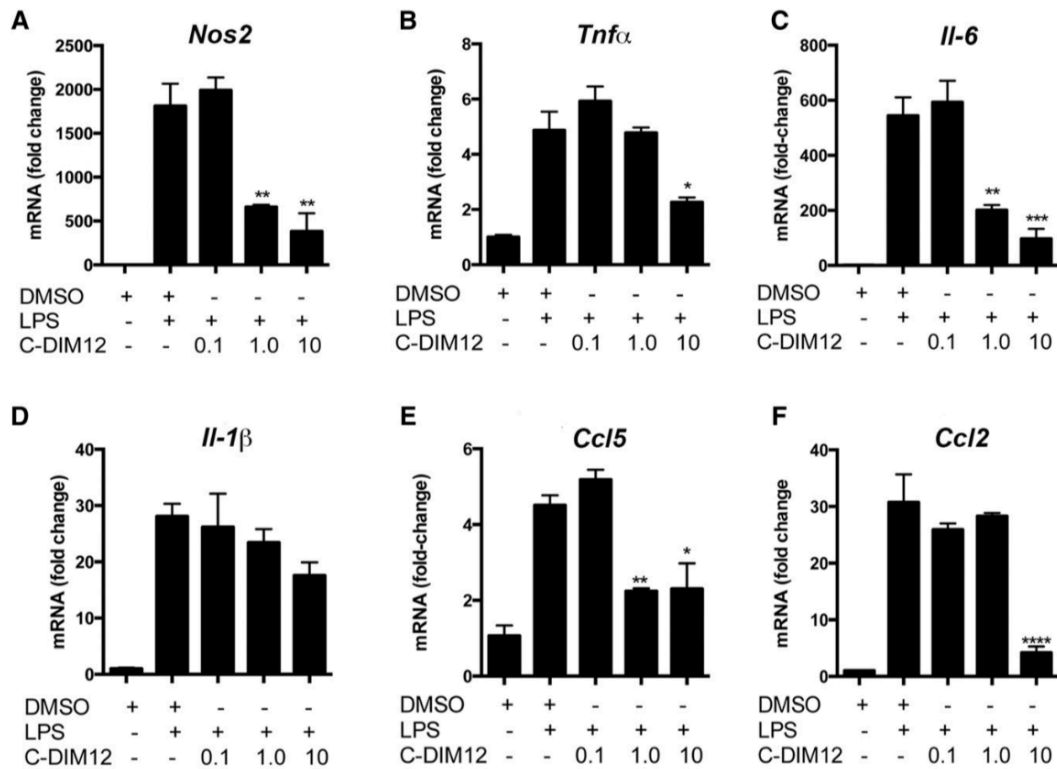 A
Nos2
mRNA (fold change)
2500
2000
1500
1000
500
0
**
**
DMSO + + - - -
LPS - + + + +
C-DIM12 - - 0.1 1.0 10
B
Tnfα
mRNA (fold change)
8
6
4
2
0
*
DMSO + + - - -
LPS - + + + +
C-DIM12 - - 0.1 1.0 10
C
Il-6
mRNA (fold-change)
800
600
400
200
0
**
***
DMSO + + - - -
LPS - + + + +
C-DIM12 - - 0.1 1.0 10
D
Il-1β
mRNA (fold change)
40
30
20
10
0
DMSO + + - - -
LPS - + + + +
C-DIM12 - - 0.1 1.0 10
E
Ccl5
mRNA (fold-change)
6
4
2
0
**
*
DMSO + + - - -
LPS - + + + +
C-DIM12 - - 0.1 1.0 10
F
Ccl2
mRNA (fold change
40
30
20
10
0
****
DMSO + + - - -
LPS - + + + +
C-DIM12 - - 0.1 1.0 10